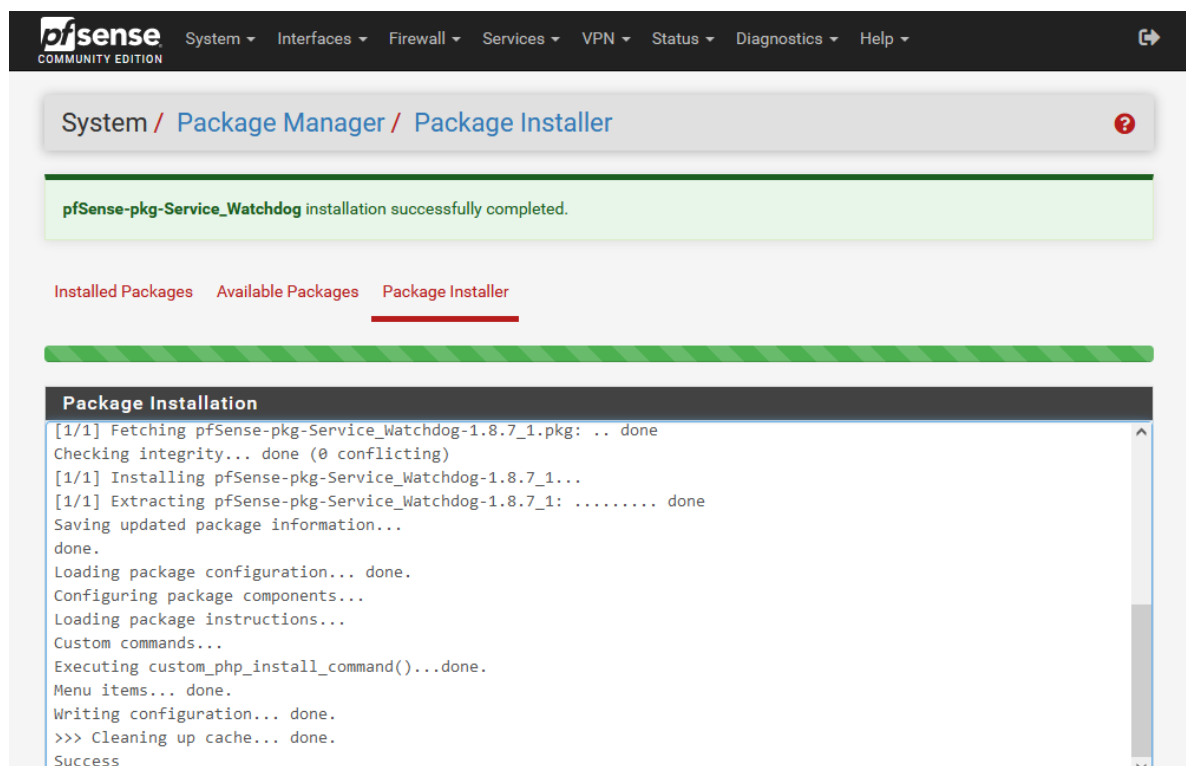 pfsense System Interfaces Firewall Services VPN Status Diagnostics Help
COMMUNITY EDITION
System / Package Manager / Package Installer
pfSense-pkg-Service_Watchdog installation successfully completed.
Installed Packages Available Packages Package Installer
Package Installation
[1/1] Fetching pfSense-pkg-Service_Watchdog-1.8.7_1.pkg: .. done
Checking integrity... done (0 conflicting)
[1/1] Installing pfSense-pkg-Service_Watchdog-1.8.7_1...
[1/1] Extracting pfSense-pkg-Service_Watchdog-1.8.7_1: ......... done
Saving updated package information...
done.
Loading package configuration... done.
Configuring package components...
Loading package instructions...
Custom commands...
Executing custom_php_install_command()...done.
Menu items... done.
Writing configuration... done.
>>> Cleaning up cache... done.
Success